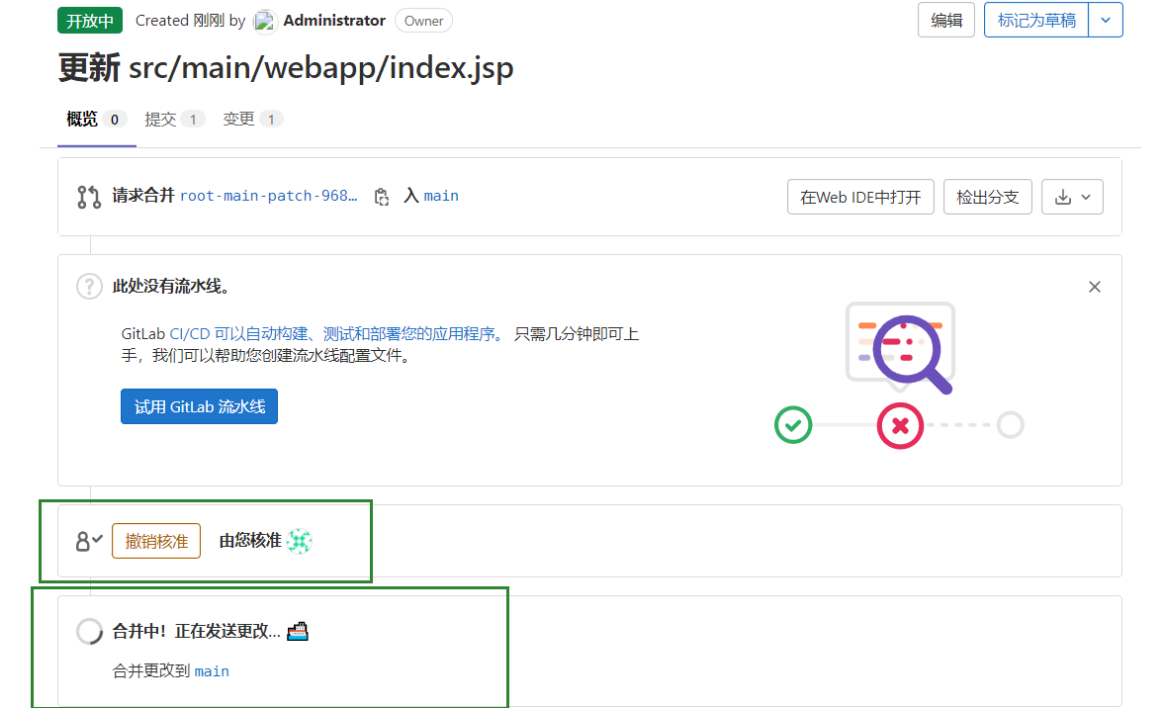 开放中 Created 刚刚 by Administrator Owner 编辑 标记为草稿
更新 src/main/webapp/index.jsp
概览 0 提交 1 变更 1
请求合并 root-main-patch-968… 入 main 在Web IDE中打开 检出分支
此处没有流水线。
GitLab CI/CD 可以自动构建、测试和部署您的应用程序。 只需几分钟即可上
手，我们可以帮助您创建流水线配置文件。
试用 GitLab 流水线
撤销核准 由您核准
合并中！正在发送更改…
合并更改到 main